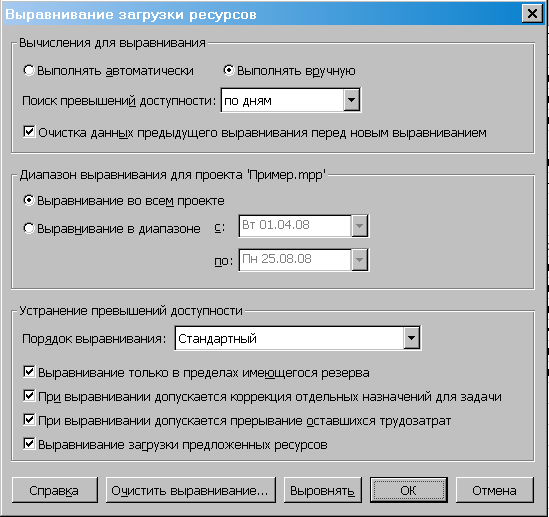 Выравнивание загрузки ресурсов
Вычисления для выравнивания
Выполнять автоматически Выполнять вручную
Поиск превышений доступности: по дням
Очистка данных предыдущего выравнивания перед новым выравниванием
Диапазон выравнивания для проекта 'Пример.mpp'
Выравнивание во всем проекте
Выравнивание в диапазоне с: Вт 01.04.08
по: Пн 25.08.08
Устранение превышений доступности
Порядок выравнивания: Стандартный
Выравнивание только в пределах имеющегося резерва
При выравнивании допускается коррекция отдельных назначений для задачи
При выравнивании допускается прерывание оставшихся трудозатрат
Выравнивание загрузки предложенных ресурсов
Справка Очистить выравнивание... Выровнять ОК Отмена